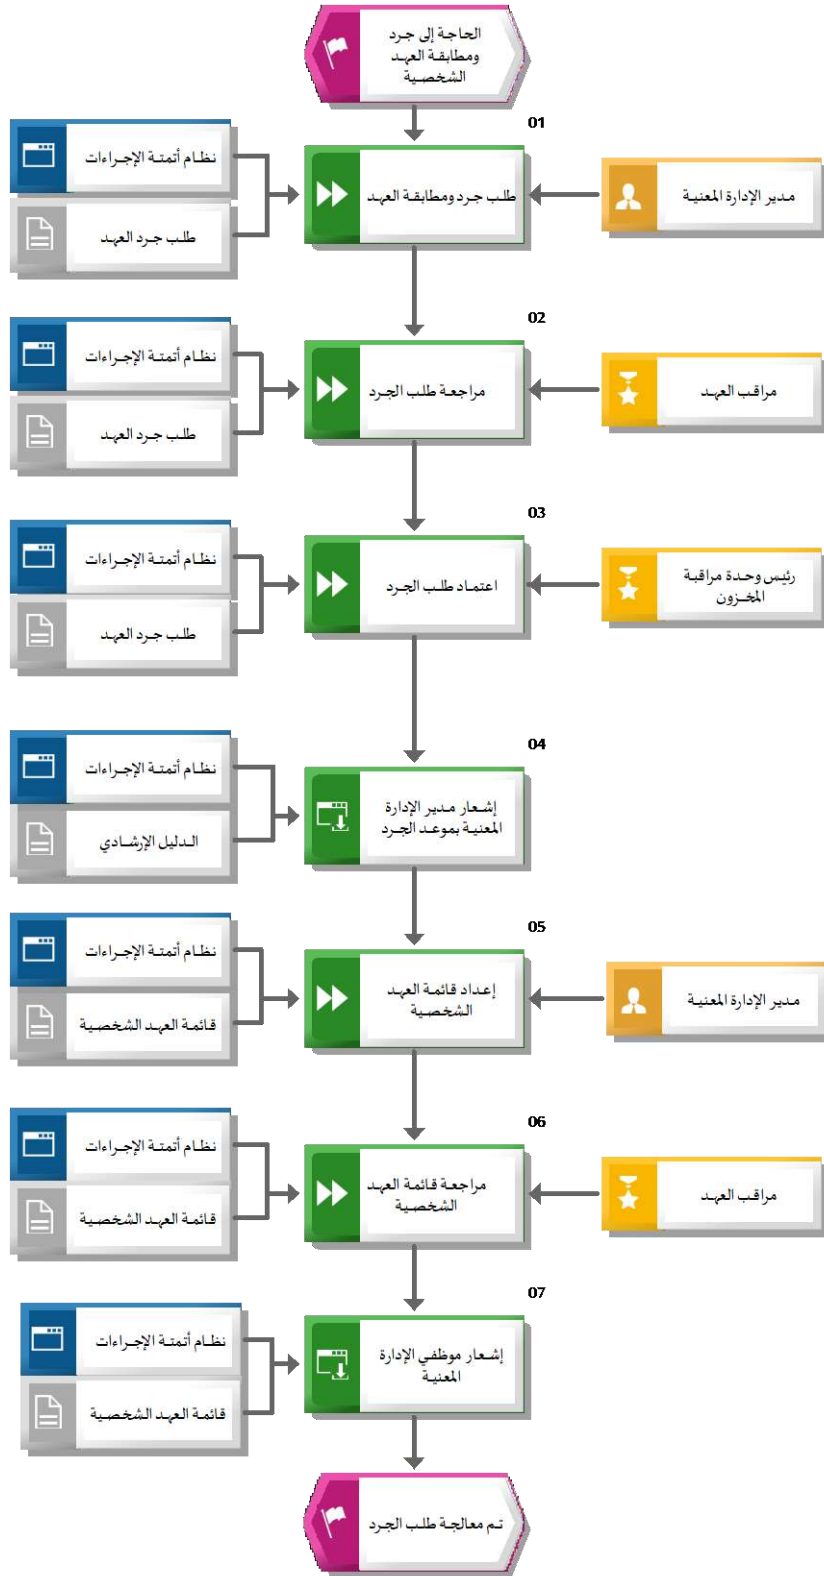 الحاجة إلى جرد
ومطابقة العهد
الشخصية
01
مدير الإدارة المعنية
طلب جرد ومطابقة العهد
نظام أتمتة الإجراءات
طلب جرد العهد
02
مراقب العهد
مراجعة طلب الجرد
نظام أتمتة الإجراءات
طلب جرد العهد
03
رئيس وحدة مراقبة
المخزون
اعتماد طلب الجرد
نظام أتمتة الإجراءات
طلب جرد العهد
04
إشعار مدير الإدارة
المعنية بموعد الجرد
نظام أتمتة الإجراءات
الدليل الإرشادي
05
مدير الإدارة المعنية
إعداد قائمة العهد
الشخصية
نظام أتمتة الإجراءات
قائمة العهد الشخصية
06
مراقب العهد
مراجعة قائمة العهد
الشخصية
نظام أتمتة الإجراءات
قائمة العهد الشخصية
07
إشعار موظفي الإدارة
المعنية
نظام أتمتة الإجراءات
قائمة العهد الشخصية
تم معالجة طلب الجرد